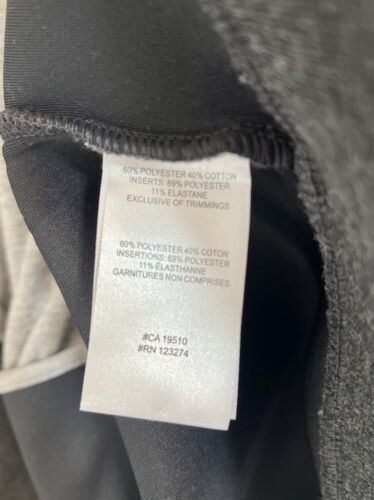 60% POLYESTER 40% COTTON
INSERTS: 89% POLYESTER
11% ELASTANE
EXCLUSIVE OF TRIMMINGS
60% POLYESTER 40% COTON
INSERTIONS: 89% POLYESTER
11% ÉLASTHANNE
GARNITURES NON COMPRISES
#CA 19510
#RN 123274